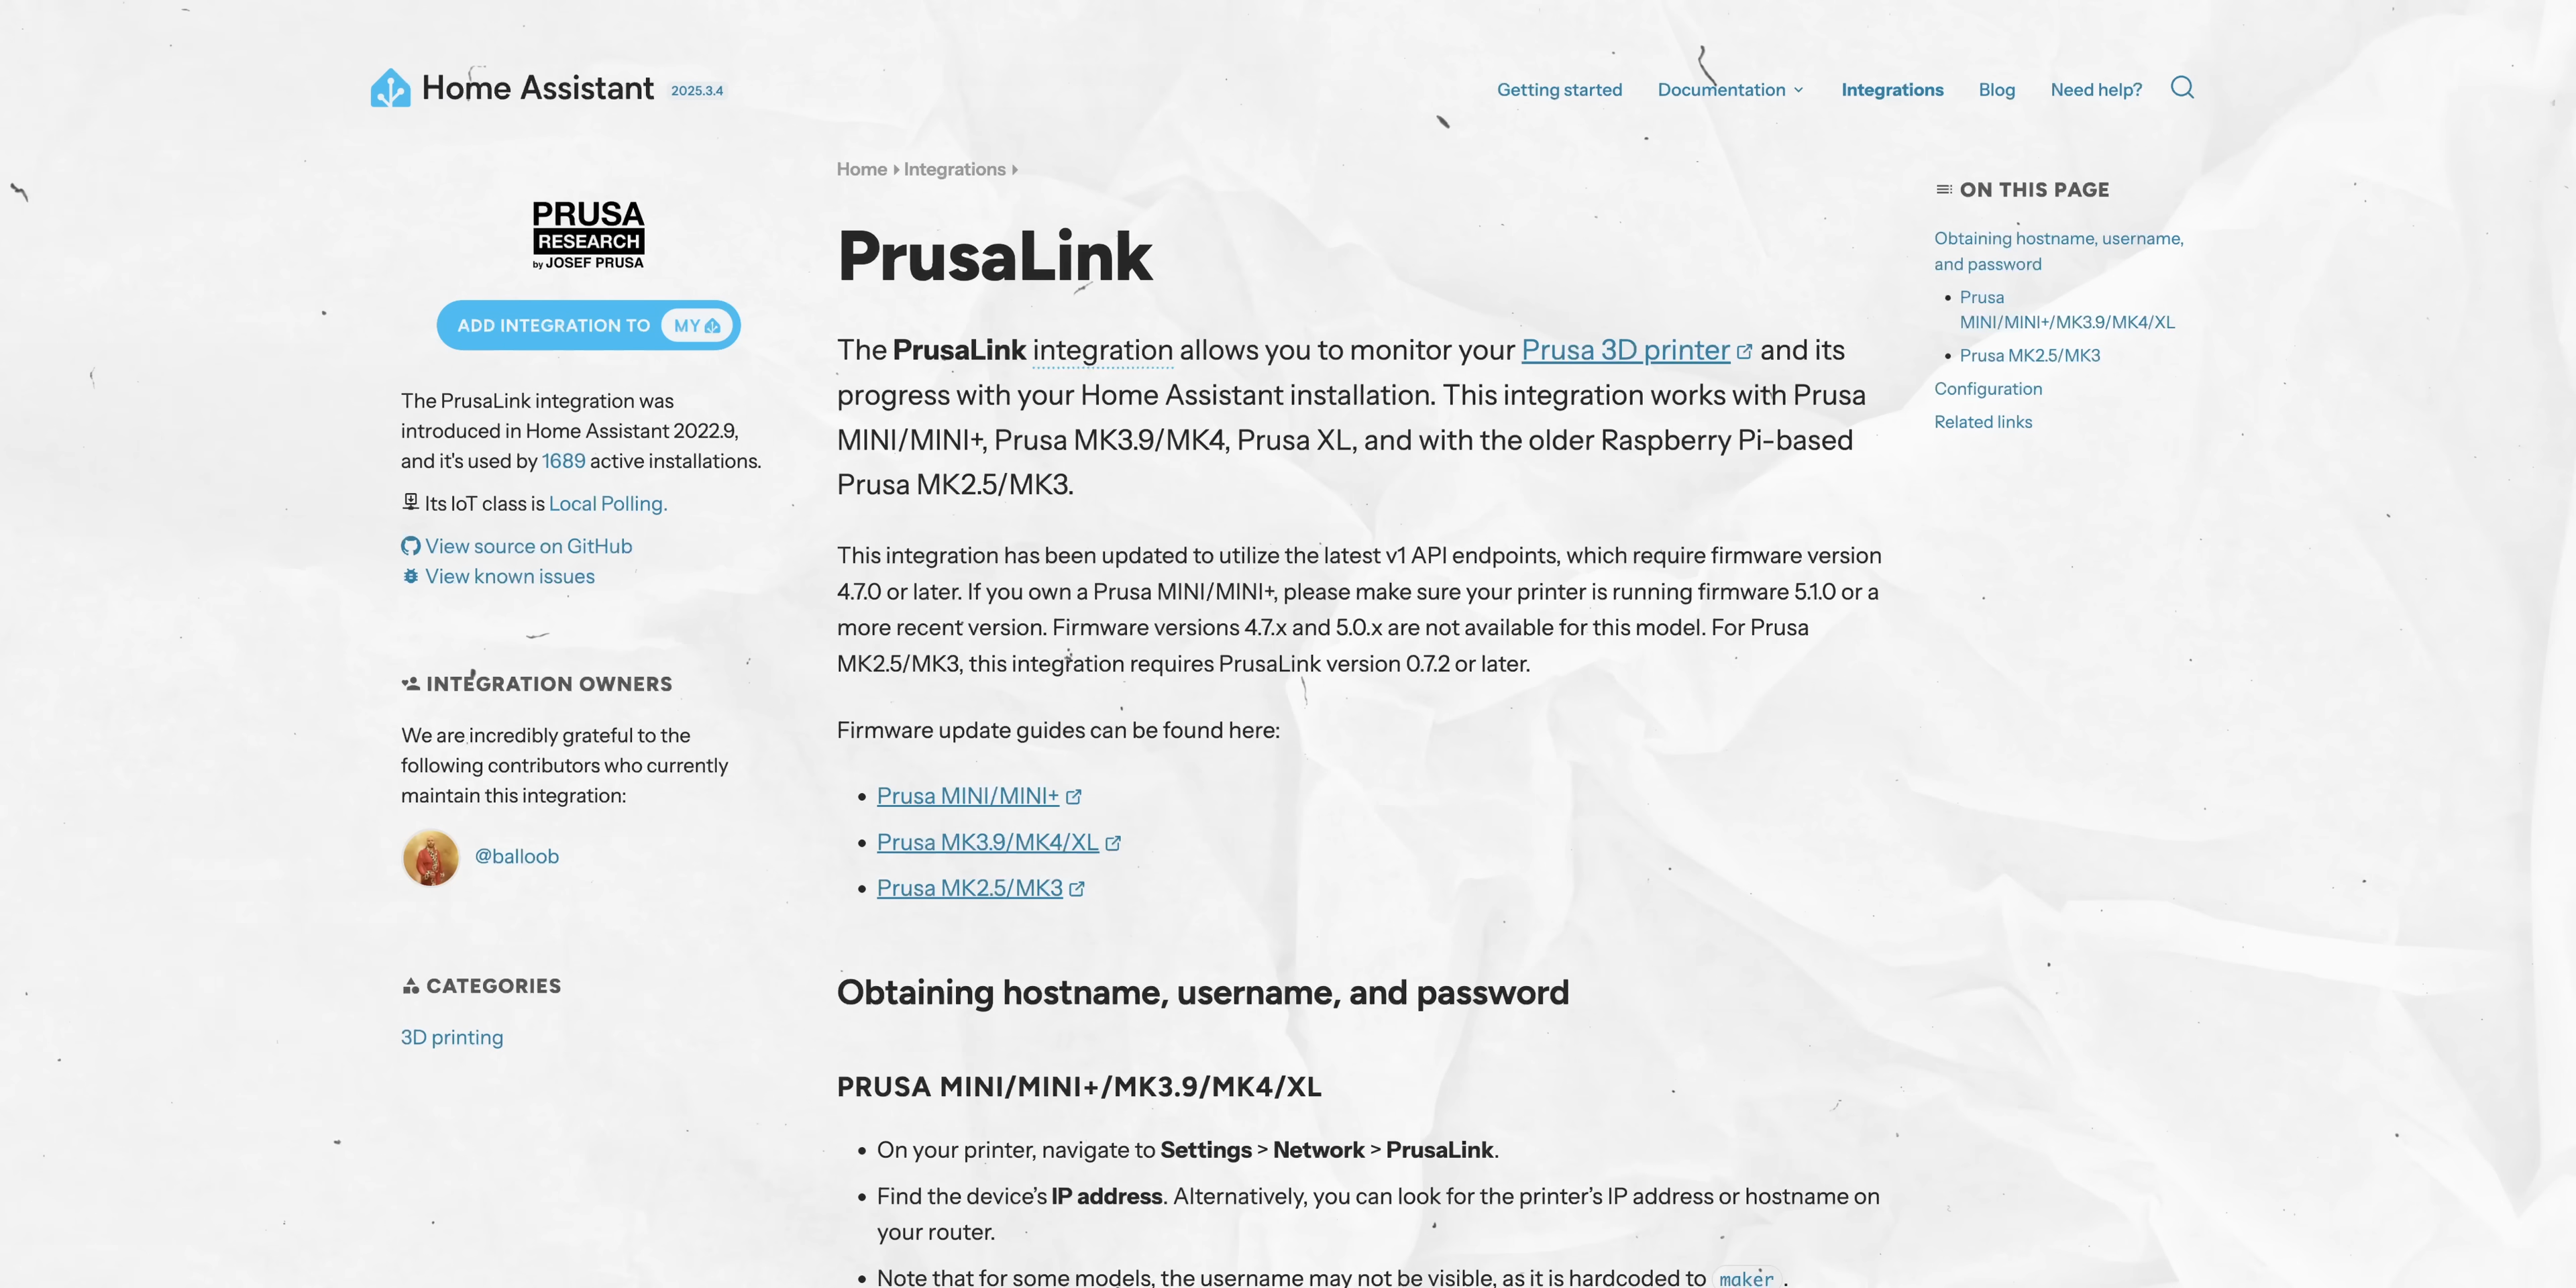 Home Assistant 2025.3.4
Getting started Documentation Integrations Blog Need help?
PRUSA
RESEARCH
by JOSEF PRUSA
ADD INTEGRATION TO MY
The PrusaLink integration was
introduced in Home Assistant 2022.9,
and it's used by 1689 active installations.
Its IoT class is Local Polling.
View source on GitHub
View known issues
INTEGRATION OWNERS
We are incredibly grateful to the
following contributors who currently
maintain this integration:
@balloob
CATEGORIES
3D printing
Home Integrations
PrusaLink
The PrusaLink integration allows you to monitor your Prusa 3D printer and its
progress with your Home Assistant installation. This integration works with Prusa
MINI/MINI+, Prusa MK3.9/MK4, Prusa XL, and with the older Raspberry Pi-based
Prusa MK2.5/MK3.
This integration has been updated to utilize the latest v1 API endpoints, which require firmware version
4.7.0 or later. If you own a Prusa MINI/MINI+, please make sure your printer is running firmware 5.1.0 or a
more recent version. Firmware versions 4.7.x and 5.0.x are not available for this model. For Prusa
MK2.5/MK3, this integration requires PrusaLink version 0.7.2 or later.
Firmware update guides can be found here:
• Prusa MINI/MINI+
• Prusa MK3.9/MK4/XL
• Prusa MK2.5/MK3
Obtaining hostname, username, and password
PRUSA MINI/MINI+/MK3.9/MK4/XL
• On your printer, navigate to Settings > Network > PrusaLink.
• Find the device’s IP address. Alternatively, you can look for the printer’s IP address or hostname on
your router.
• Note that for some models, the username may not be visible, as it is hardcoded to maker .
ON THIS PAGE
Obtaining hostname, username,
and password
• Prusa
MINI/MINI+/MK3.9/MK4/XL
• Prusa MK2.5/MK3
Configuration
Related links